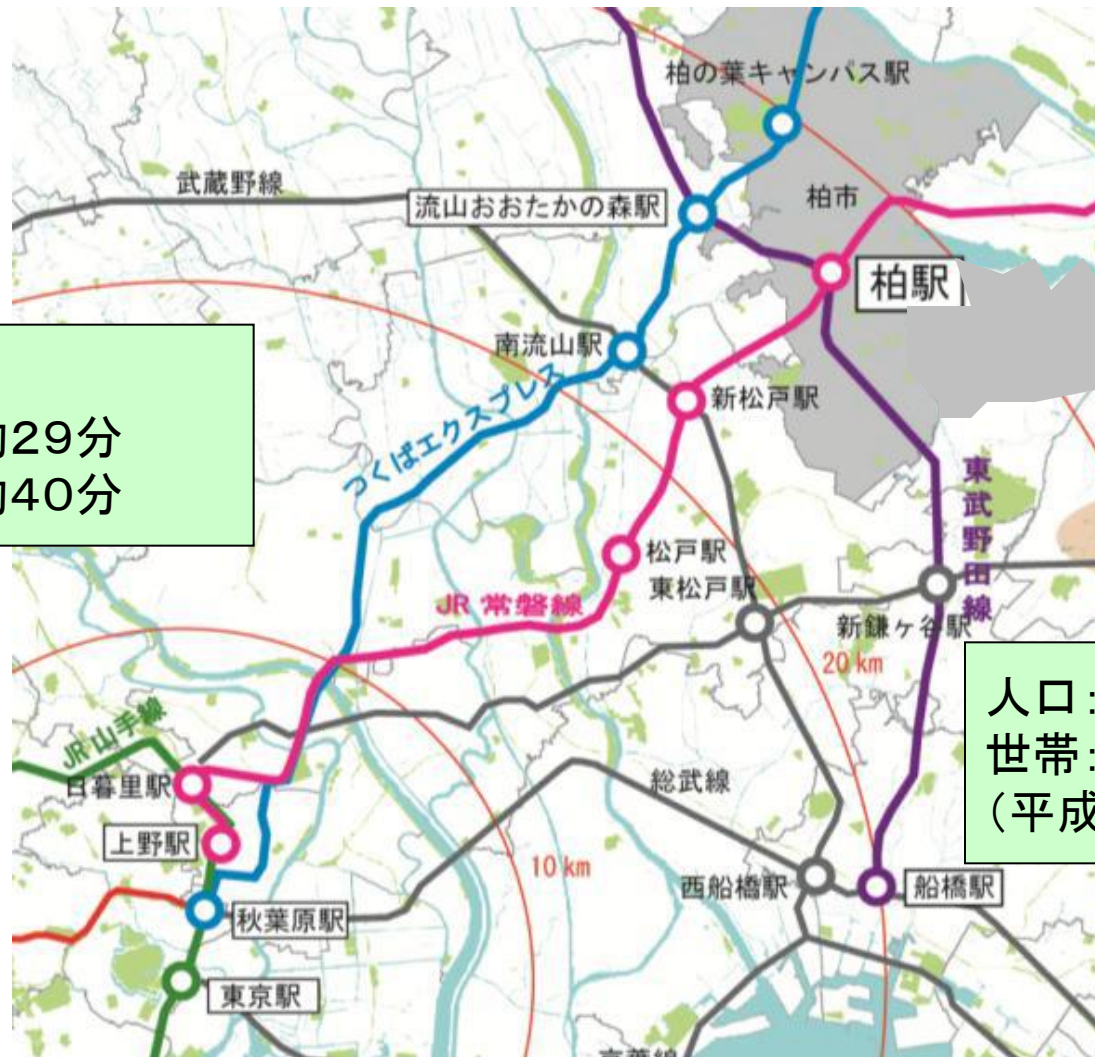 柏の葉キャンパス駅
武蔵野線
流山おおたかの森駅
柏市
柏駅
南流山駅
新松戸駅
つくばエクスプレス
約29分
約40分
東武野田線
松戸駅
東松戸駅
JR 常磐線
新鎌ヶ谷駅
20 km
人口:
世帯:
(平成
JR 山手線
日暮里駅
総武線
上野駅
10 km
西船橋駅
船橋駅
秋葉原駅
東京駅
京葉線